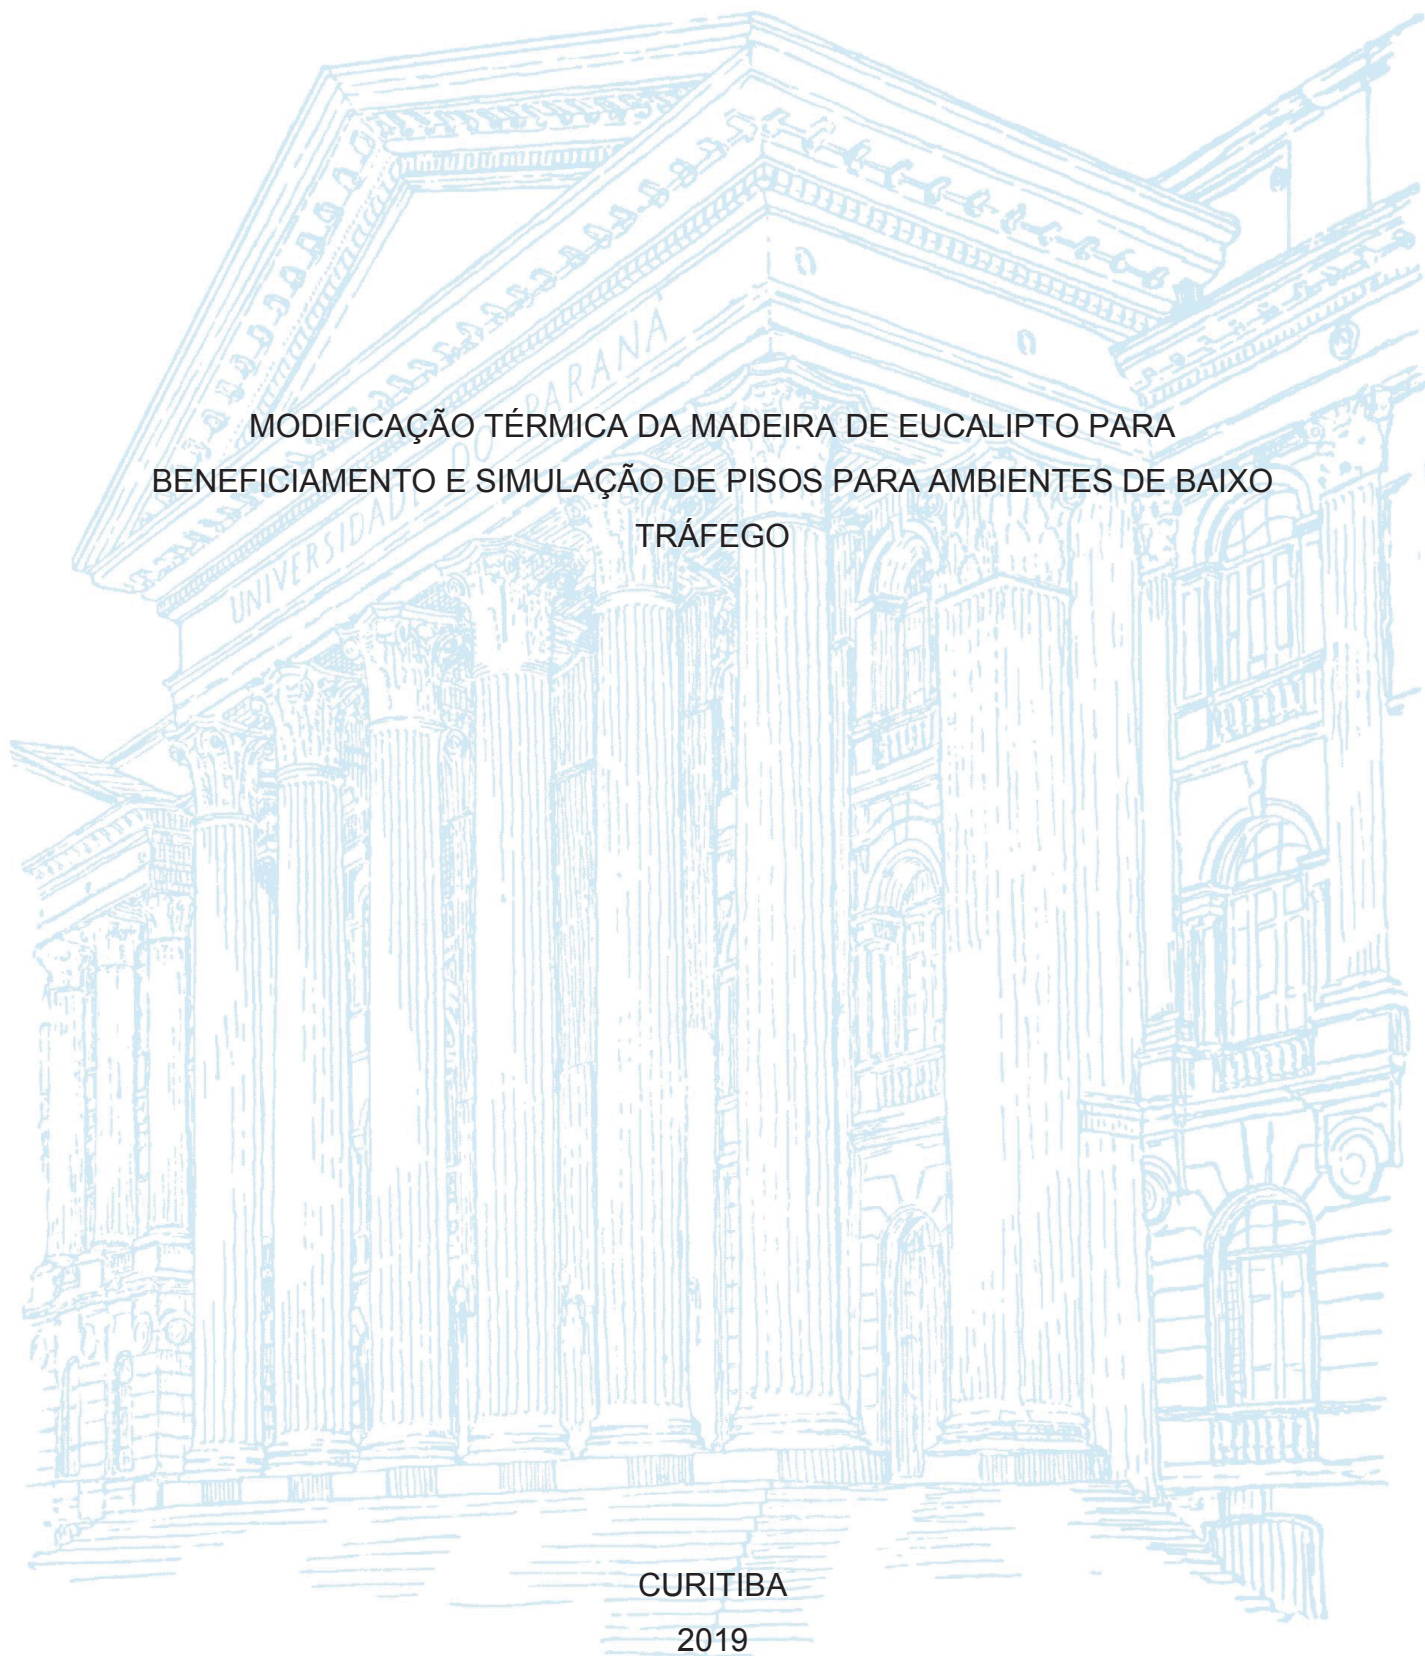 UNIVERSIDADE DO PARANÁ
MODIFICAÇÃO TÉRMICA DA MADEIRA DE EUCALIPTO PARA
BENEFICIAMENTO E SIMULAÇÃO DE PISOS PARA AMBIENTES DE BAIXO
TRÁFEGO
CURITIBA
2019